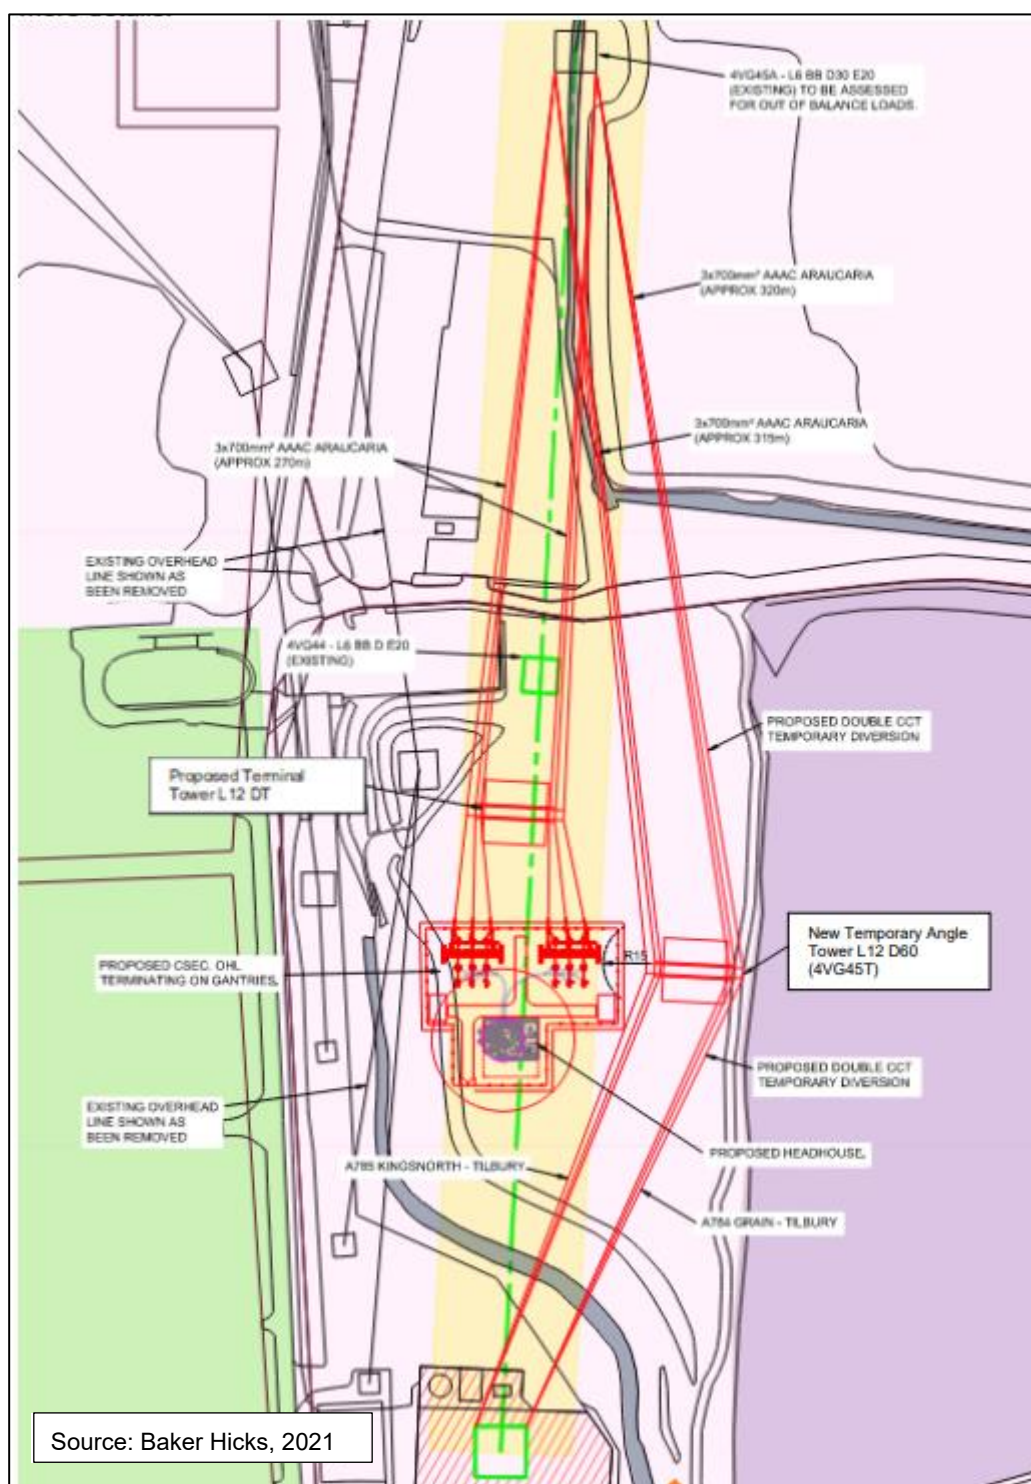 4VG45A - L6 BB D30 E20
(EXISTING) TO BE ASSESSED
FOR OUT OF BALANCE LOADS.
3x700mm² AAAC ARAUCARIA
(APPROX 320m)
3x700mm² AAAC ARAUCARIA
(APPROX 315m)
3x700mm² AAAC ARAUCARIA
(APPROX 270m)
EXISTING OVERHEAD
LINE SHOWN AS
BEEN REMOVED
4VG44 - L6 BB D E20
(EXISTING)
PROPOSED DOUBLE CCT
TEMPORARY DIVERSION
Proposed Terminal
Tower L12 DT
New Temporary Angle
Tower L12 D60
(4VG45T)
R15
PROPOSED CSEC. OHL
TERMINATING ON GANTRIES.
PROPOSED DOUBLE CCT
TEMPORARY DIVERSION
EXISTING OVERHEAD
LINE SHOWN AS
BEEN REMOVED
PROPOSED HEADHOUSE.
A785 KINGSNORTH - TILBURY
A784 GRAIN - TILBURY
Source: Baker Hicks, 2021